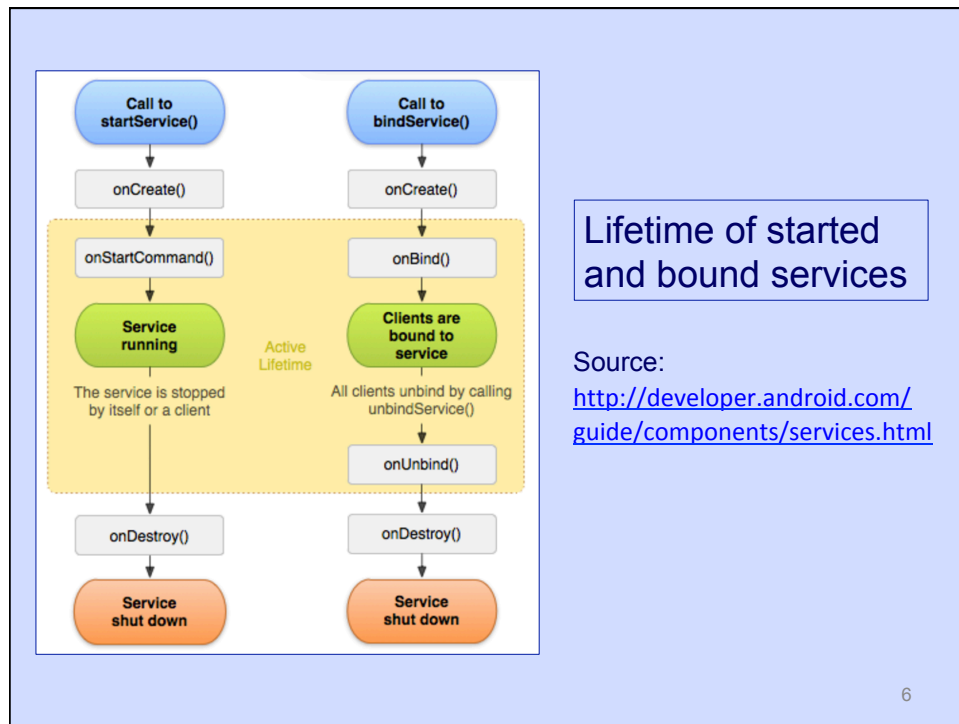 Call to
startService()
onCreate()
onStartCommand()
Service
running
The service is stopped
by itself or a client
onDestroy()
Service
shut down
Active
Lifetime
Call to
bindService()
onCreate()
onBind()
Clients are
bound to
service
All clients unbind by calling
unbindService()
onUnbind()
onDestroy()
Service
shut down
Lifetime of started
and bound services
Source:
http://developer.android.com/
guide/components/services.html
6